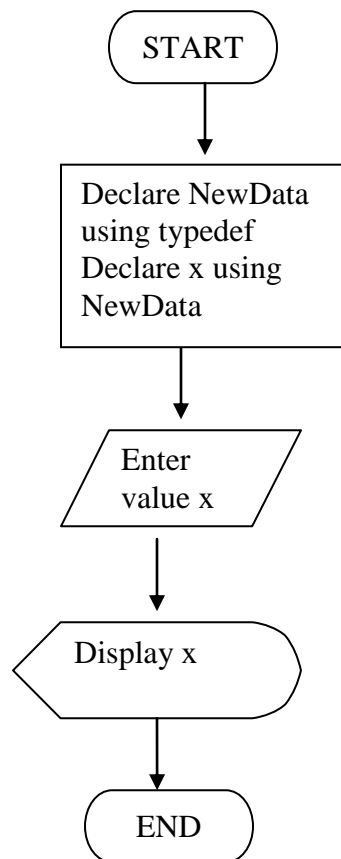 START
Declare NewData
using typedef
Declare x using
NewData
Enter
value x
Display x
END